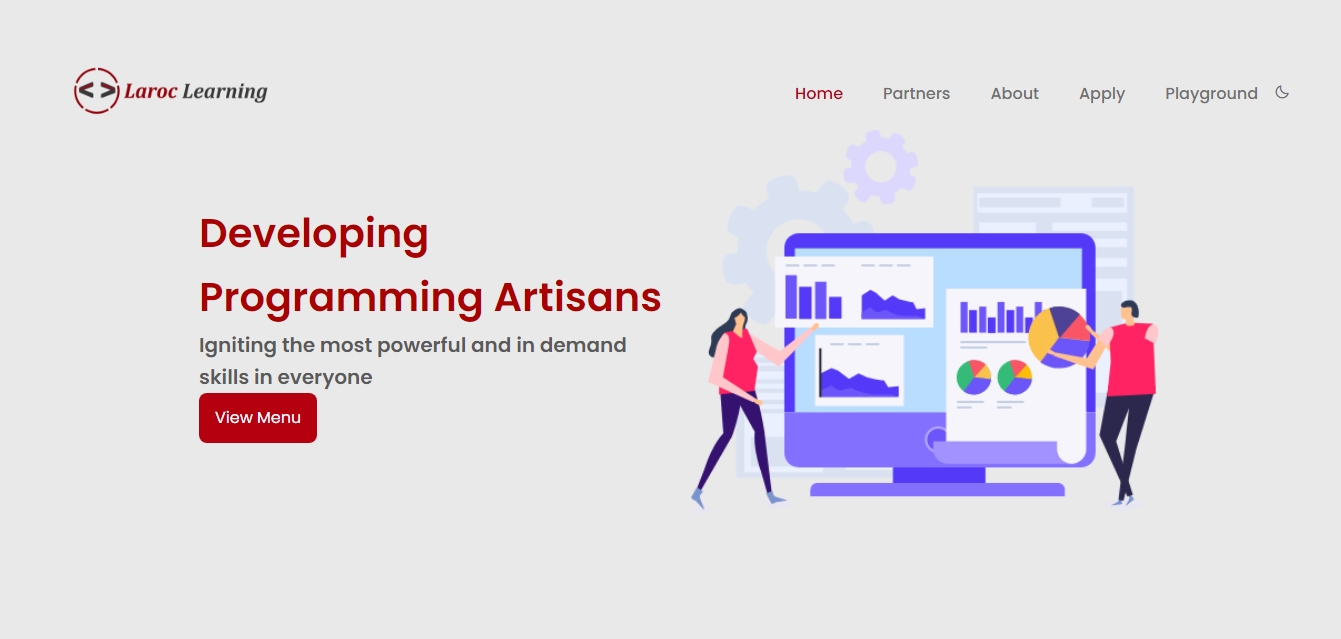 < > Laroc Learning
Home Partners About Apply Playground
Developing
Programming Artisans
Igniting the most powerful and in demand
skills in everyone
View Menu